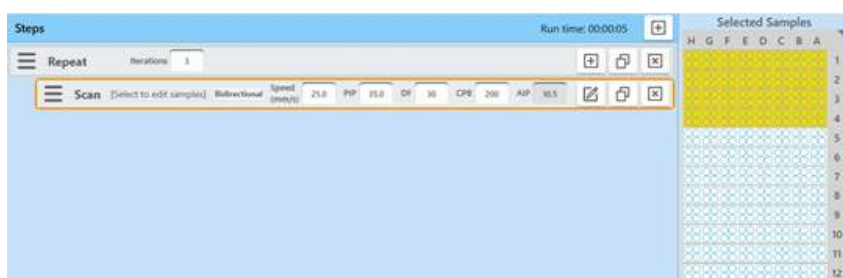 Steps Run time: 00:00:05
Repeat Iterations 3
Scan [Select to edit samples] Bidirectional Speed (mm/s) 25.0 PIP 35.0 DF 30 CPB 200 AIP 10.5
Selected Samples
H G F E D C B A
1
2
3
4
5
6
7
8
9
10
11
12